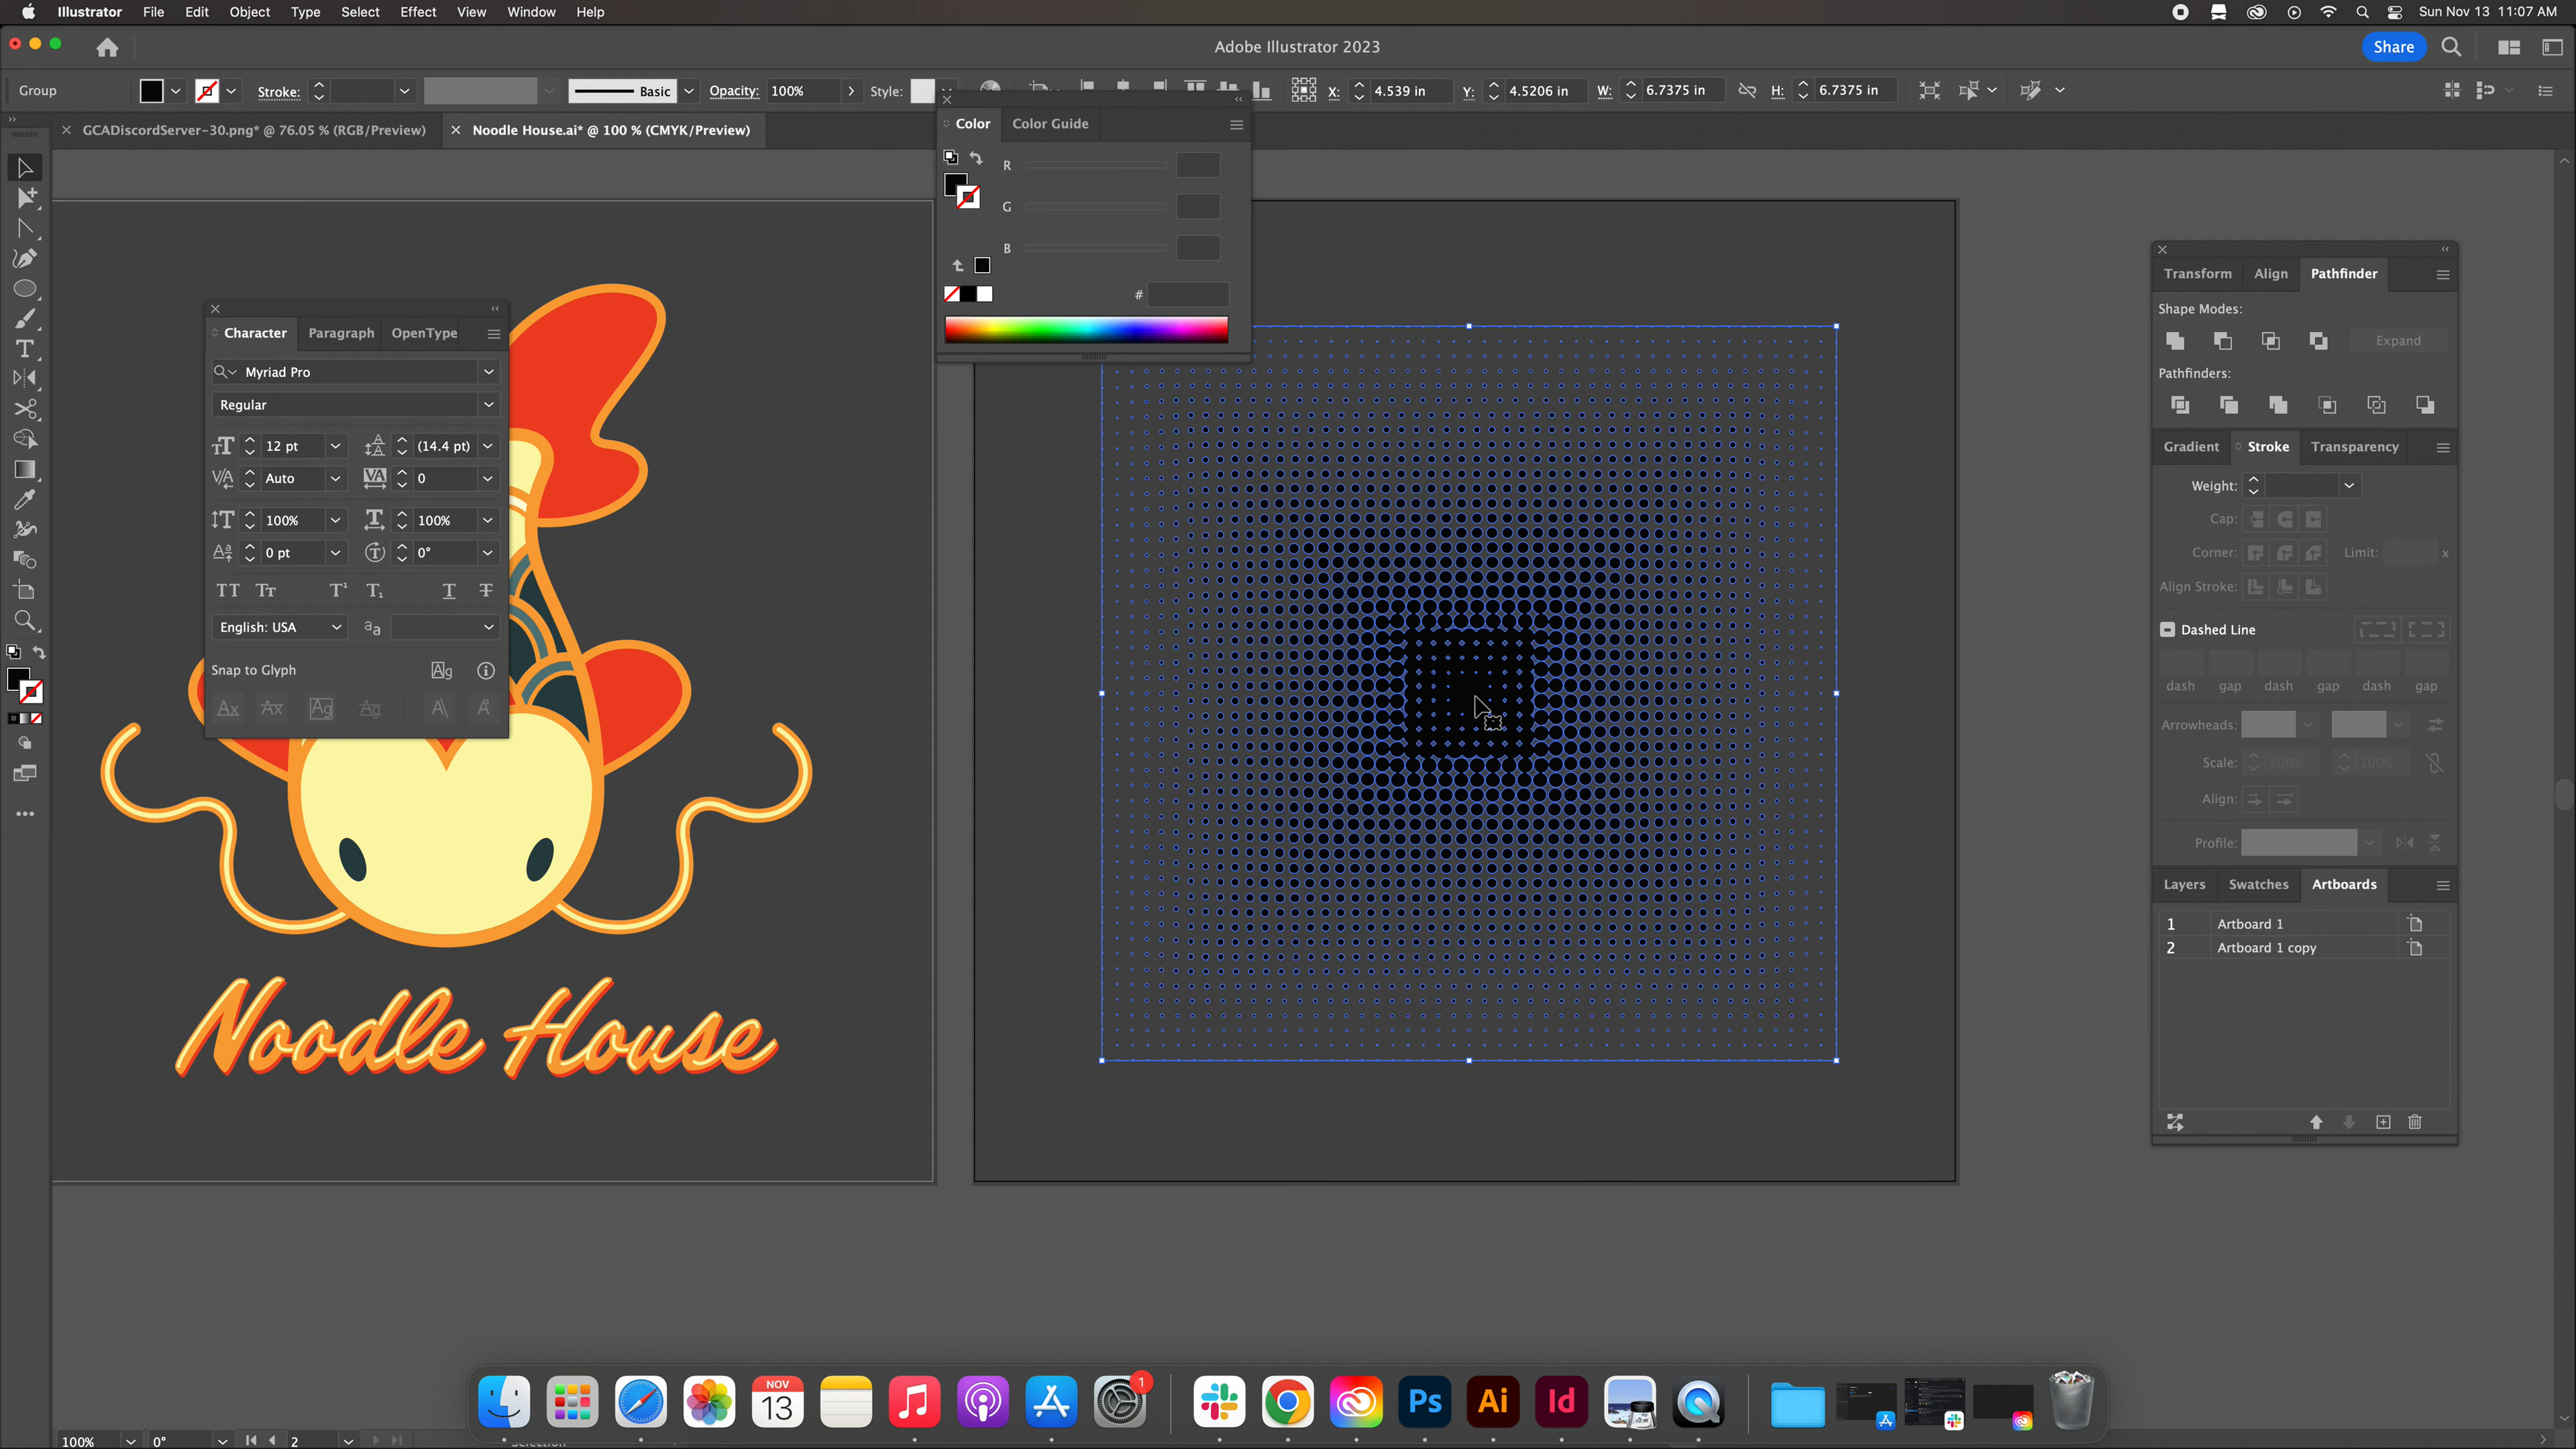 Illustrator File Edit Object Type Select Effect View Window Help
Sun Nov 13 11:07 AM
Adobe Illustrator 2023
Share
Group
Stroke:
Basic
Opacity: 100%
Style:
X: 4.539 in
Y: 4.5206 in
W: 6.7375 in
H: 6.7375 in
GCADiscordServer-30.png* @ 76.05 % (RGB/Preview)
Noodle House.ai* @ 100 % (CMYK/Preview)
Color Color Guide
R
G
B
#
Character Paragraph OpenType
Myriad Pro
Regular
12 pt (14.4 pt)
Auto 0
100% 100%
0 pt 0°
English: USA
Snap to Glyph
Noodle House
Transform Align Pathfinder
Shape Modes:
Expand
Pathfinders:
Gradient Stroke Transparency
Weight:
Cap:
Corner: Limit: x
Align Stroke:
Dashed Line
dash gap dash gap dash gap
Arrowheads:
Scale: 100% 100%
Align:
Profile:
Layers Swatches Artboards
1 Artboard 1
2 Artboard 1 copy
NOV
13
1
Ps
Ai
Id
100% 0° 2
Selection